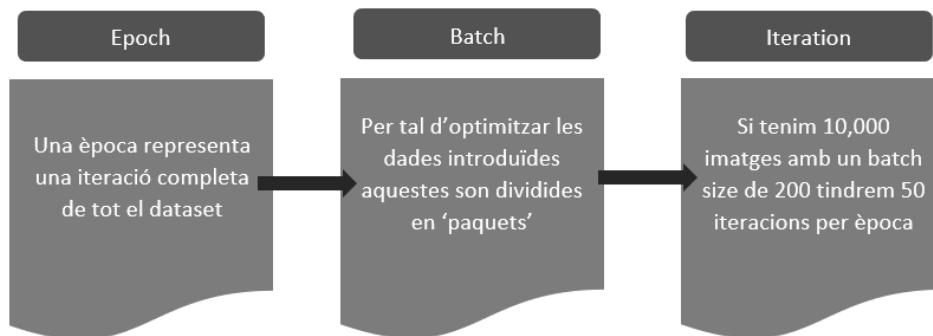 Epoch
Una època representa
una iteració completa
de tot el dataset
Batch
Per tal d’optimitzar les
dades introduïdes
aquestes son dividides
en ‘paquets’
Iteration
Si tenim 10,000
imatges amb un batch
size de 200 tindrem 50
iteracions per època